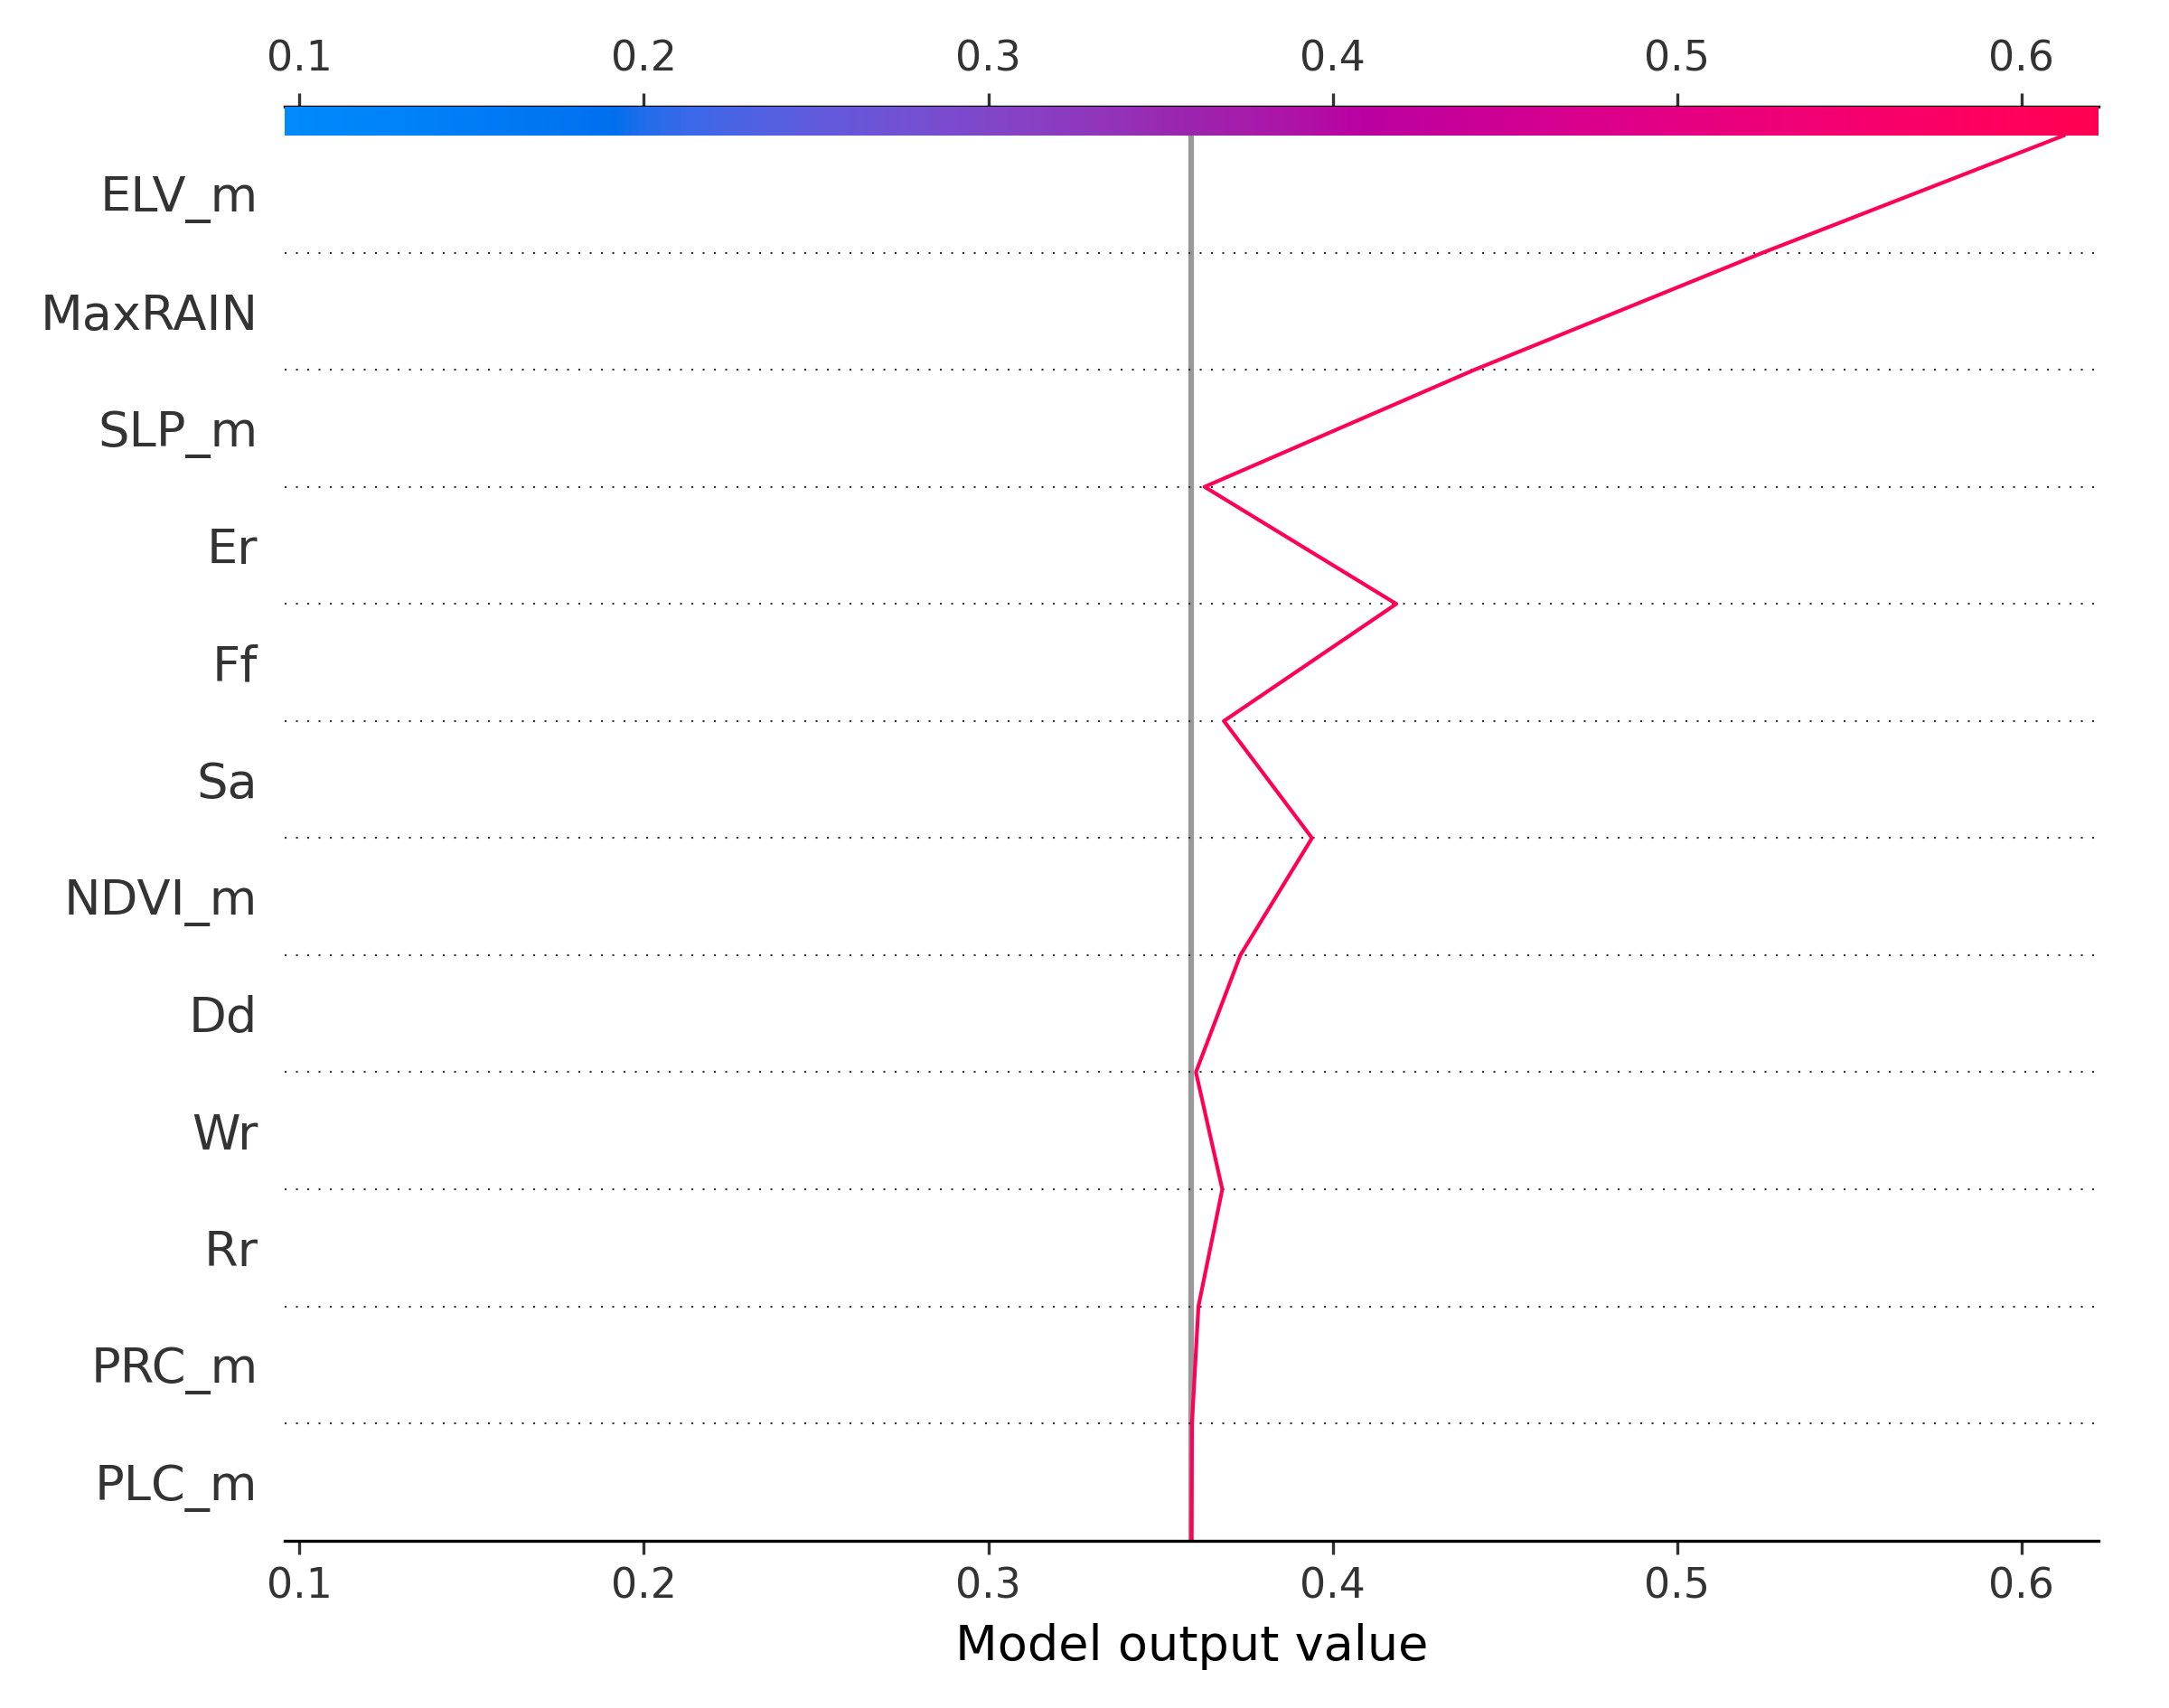 0.1 0.2 0.3 0.4 0.5 0.6
ELV_m
MaxRAIN
SLP_m
Er
Ff
Sa
NDVI_m
Dd
Wr
Rr
PRC_m
PLC_m
0.1 0.2 0.3 0.4 0.5 0.6
Model output value